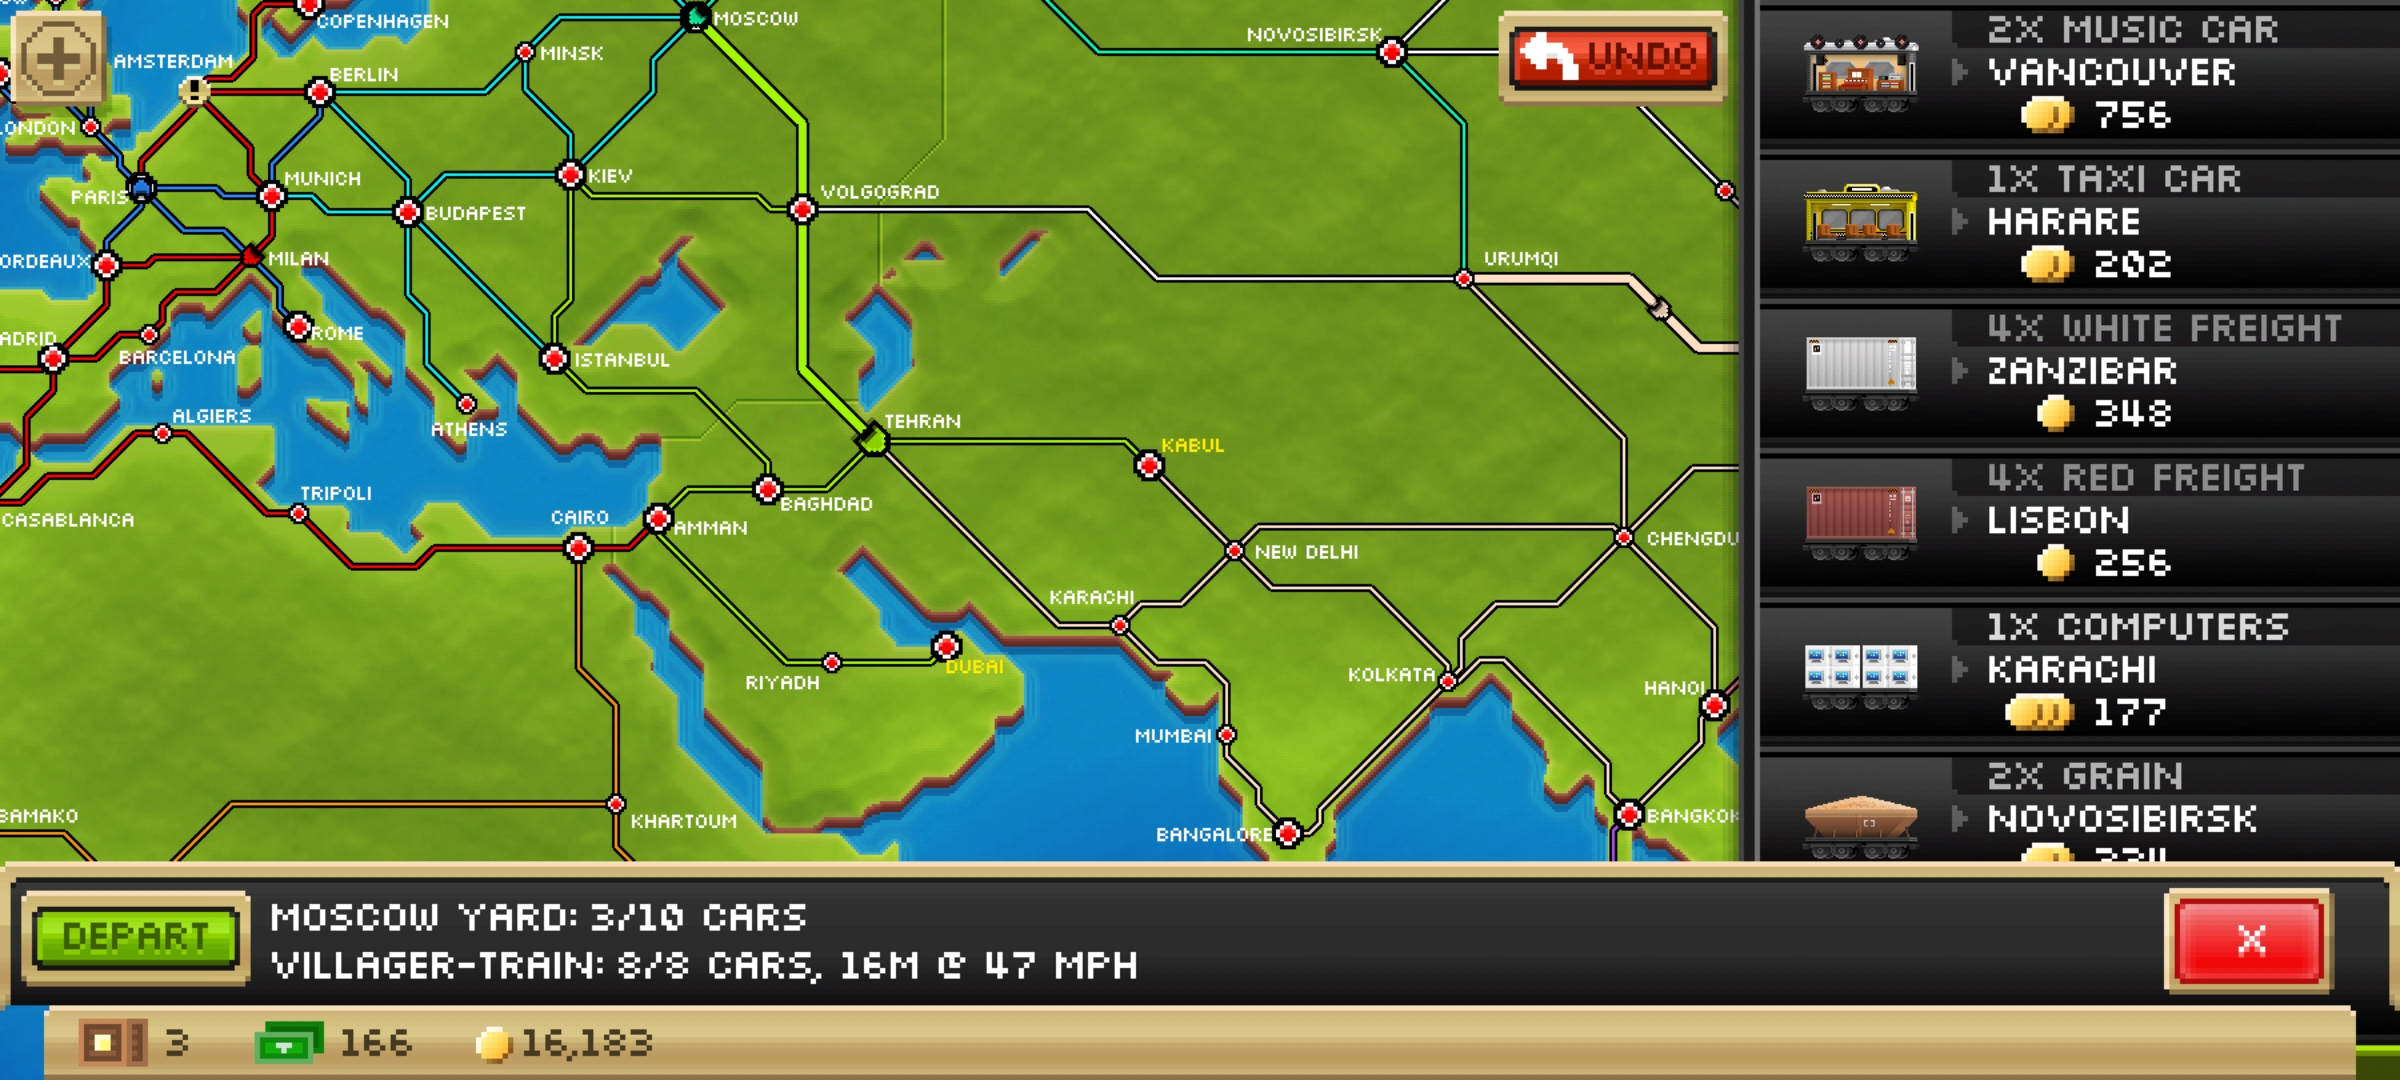 COPENHAGEN
MOSCOW
NOVOSIBIRSK
UNDO
MINSK
AMSTERDAM
!
BERLIN
LONDON
KIEV
MUNICH
PARIS
VOLGOGRAD
BUDAPEST
ORDEAUX
MILAN
URUMQI
ROME
ADRID
BARCELONA
ISTANBUL
ALGIERS
ATHENS
TEHRAN
KABUL
TRIPOLI
CASABLANCA
CAIRO
BAGHDAD
AMMAN
NEW DELHI
CHENGDU
KARACHI
RIYADH
DUBAI
KOLKATA
HANOI
MUMBAI
BAMAKO
KHARTOUM
BANGALORE
BANGKOK
2X MUSIC CAR
VANCOUVER
756
1X TAXI CAR
HARARE
202
4X WHITE FREIGHT
ZANZIBAR
348
4X RED FREIGHT
LISBON
256
1X COMPUTERS
KARACHI
177
2X GRAIN
NOVOSIBIRSK
DEPART
MOSCOW YARD: 3/10 CARS
VILLAGER-TRAIN: 8/8 CARS, 16M @ 47 MPH
X
3
166
16,183